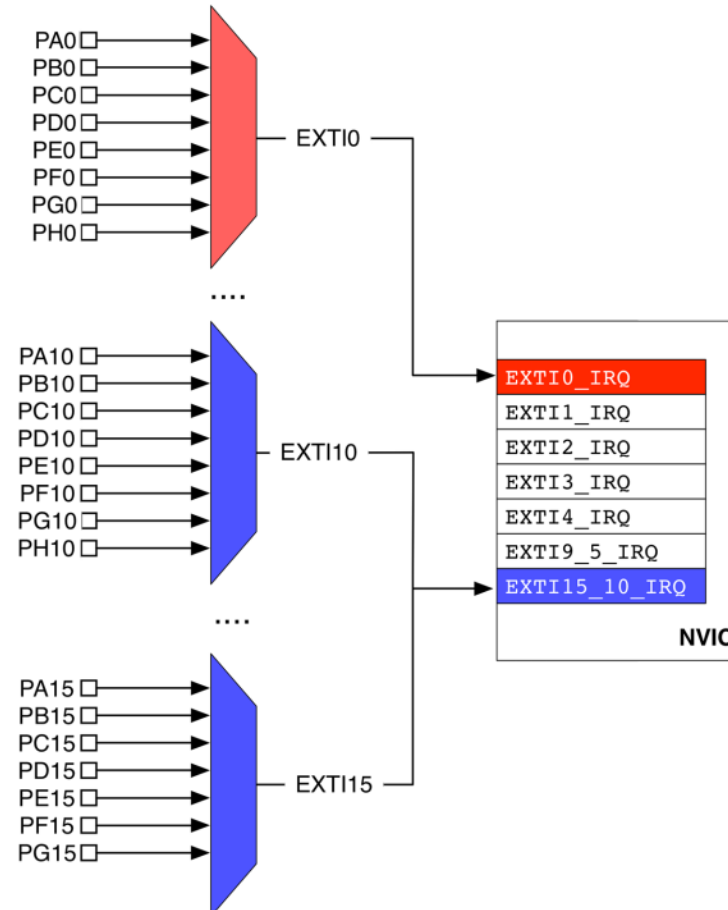 PA0
PB0
PC0
PD0
PE0
PF0
PG0
PH0
EXTI0
....
PA10
PB10
PC10
PD10
PE10
PF10
PG10
PH10
EXTI10
....
PA15
PB15
PC15
PD15
PE15
PF15
PG15
EXTI15
EXTI0_IRQ
EXTI1_IRQ
EXTI2_IRQ
EXTI3_IRQ
EXTI4_IRQ
EXTI9_5_IRQ
EXTI15_10_IRQ
NVIC